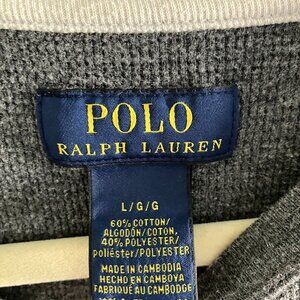 POLO
RALPH LAUREN
L/G/G
60% COTTON/
ALGODÓN/COTON,
40% POLYESTER/
poliéster/POLYESTER
MADE IN CAMBODIA
HECHO EN CAMBOYA
FABRIQUÉ AU CAMBODGE